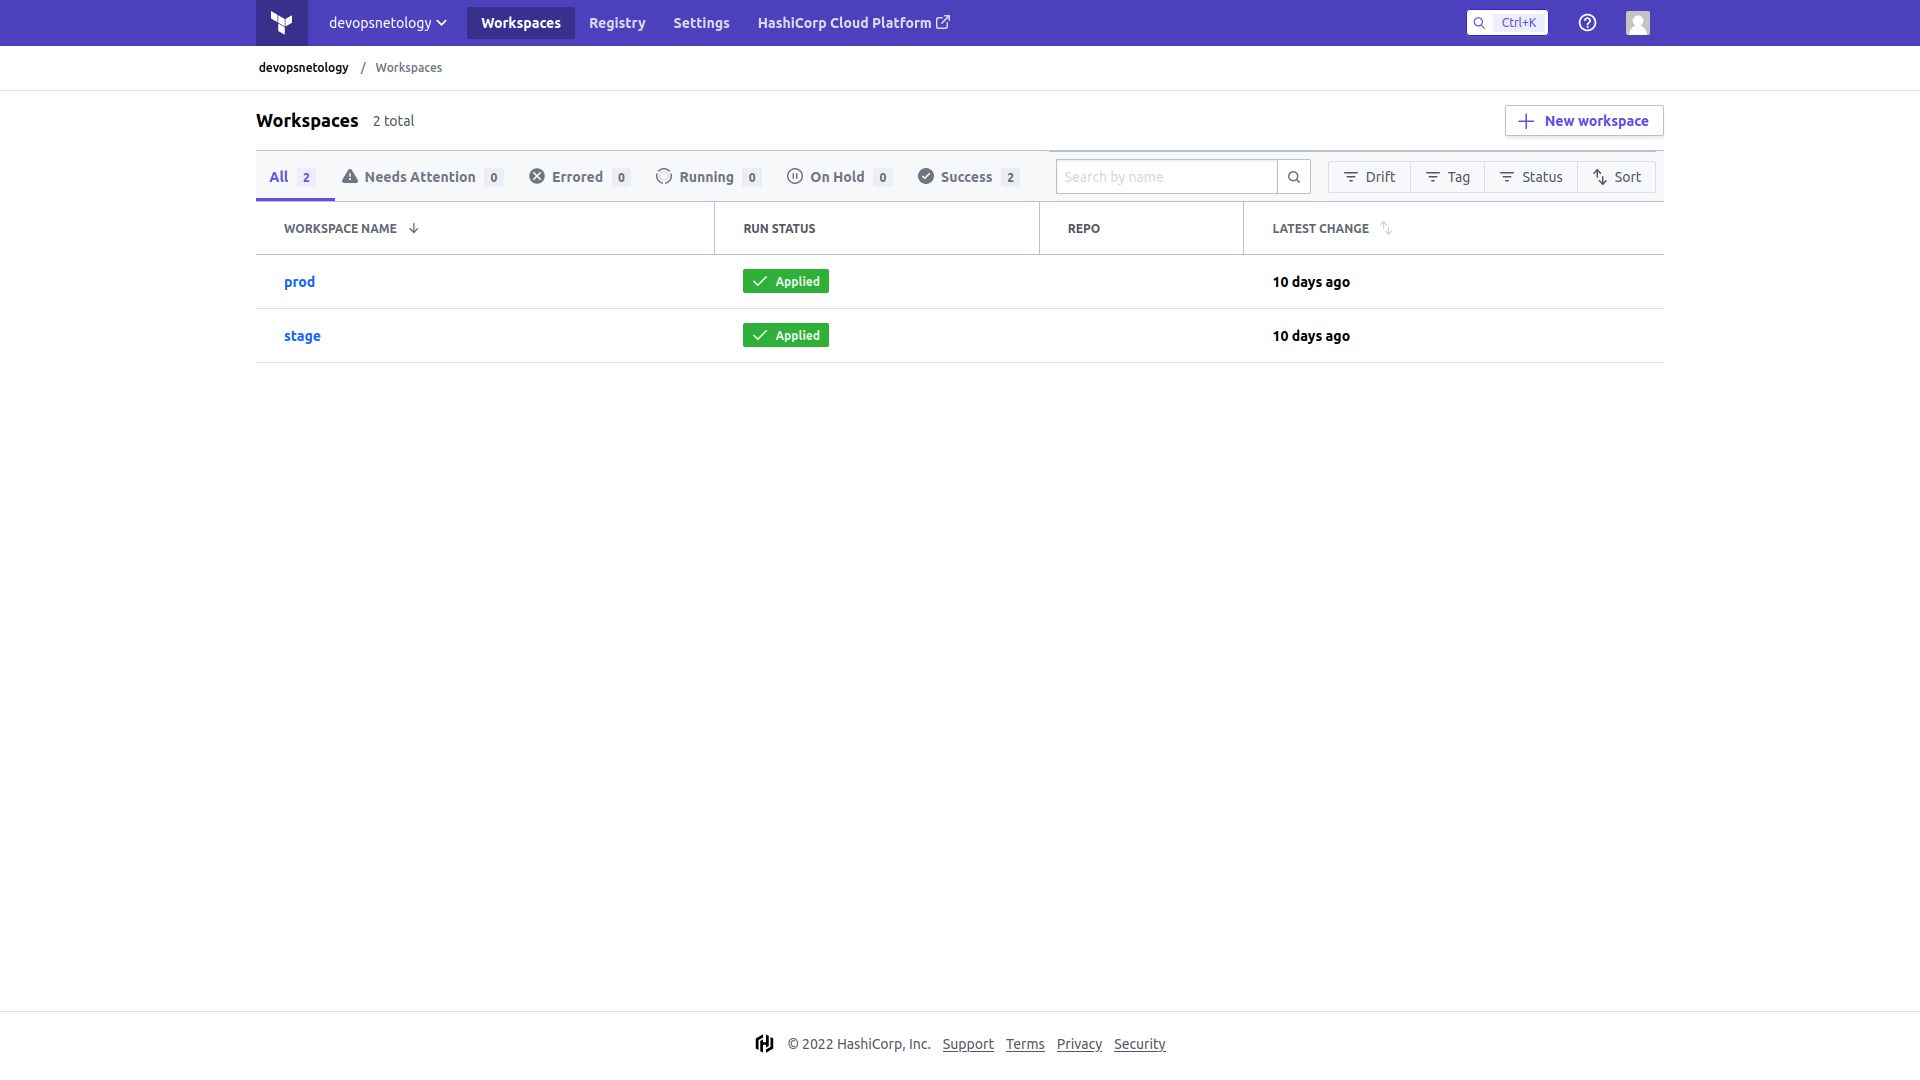 devopsnetology Workspaces Registry Settings HashiCorp Cloud Platform Ctrl+K
devopsnetology / Workspaces
Workspaces 2 total New workspace
All 2 Needs Attention 0 Errored 0 Running 0 On Hold 0 Success 2 Search by name Drift Tag Status Sort
WORKSPACE NAME RUN STATUS REPO LATEST CHANGE
prod Applied 10 days ago
stage Applied 10 days ago
© 2022 HashiCorp, Inc. Support Terms Privacy Security